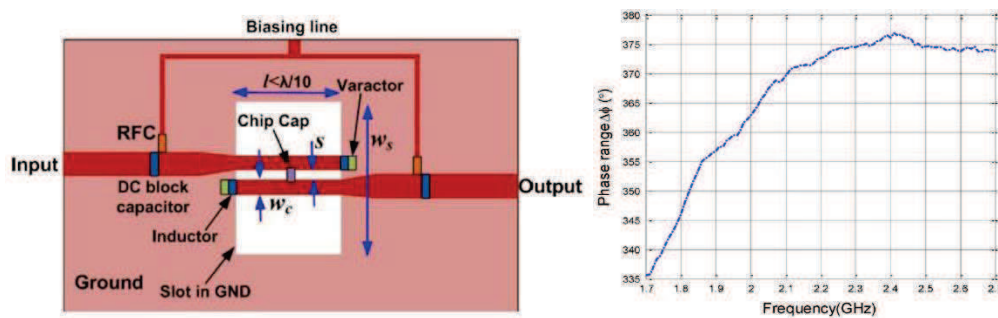 Biasing line
l<λ/10
Varactor
Chip Cap
RFC
s
w_s
Input
DC block
capacitor
w_c
Output
Inductor
Ground
Slot in GND
380
375
370
365
360
355
350
345
340
335
Phase range Δϕ (°)
1.7 1.8 1.9 2 2.1 2.2 2.3 2.4 2.5 2.6
Frequency(GHz)